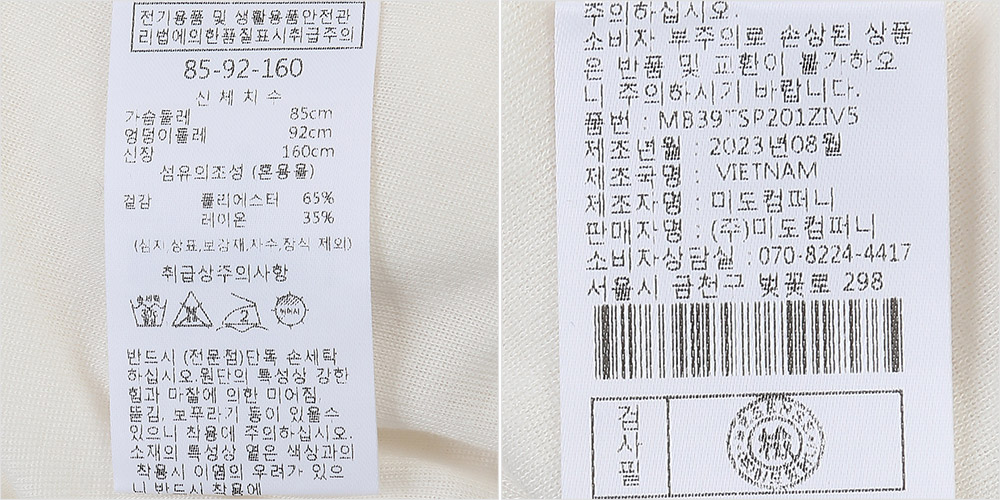 전기용품 및 생활용품안전관
리법에의한품질표시취급주의
85-92-160
신 체 치 수
가슴둘레 85cm
엉덩이둘레 92cm
신장 160cm
섬유의조성 (혼용율)
겉감 폴리에스터 65%
레이온 35%
(심지,상표,보강재,자수,장식 제외)
취급상주의사항
손세탁
30℃
2
뉘어서
반드시 (전문점)단독 손세탁
하십시오.원단의 특성상 강한
힘과 마찰에 의한 미어짐,
뜯김, 보푸라기 등이 있을수
있으니 착용에 주의하십시오.
소재의 특성상 옅은 색상과의
착용시 이염의 우려가 있으
니 반드시 착용에
주의하십시오.
소비자 부주의로 손상된 상품
은 반품 및 교환이 불가하오
니 주의하시기 바랍니다.
품번 : MB39TSP201ZIV5
제조년월 : 2023년08월
제조국명 : VIETNAM
제조자명 : 미도컴퍼니
판매자명 : (주)미도컴퍼니
소비자상담실 : 070-8224-4417
서울시 금천구 벚꽃로 298
검사필